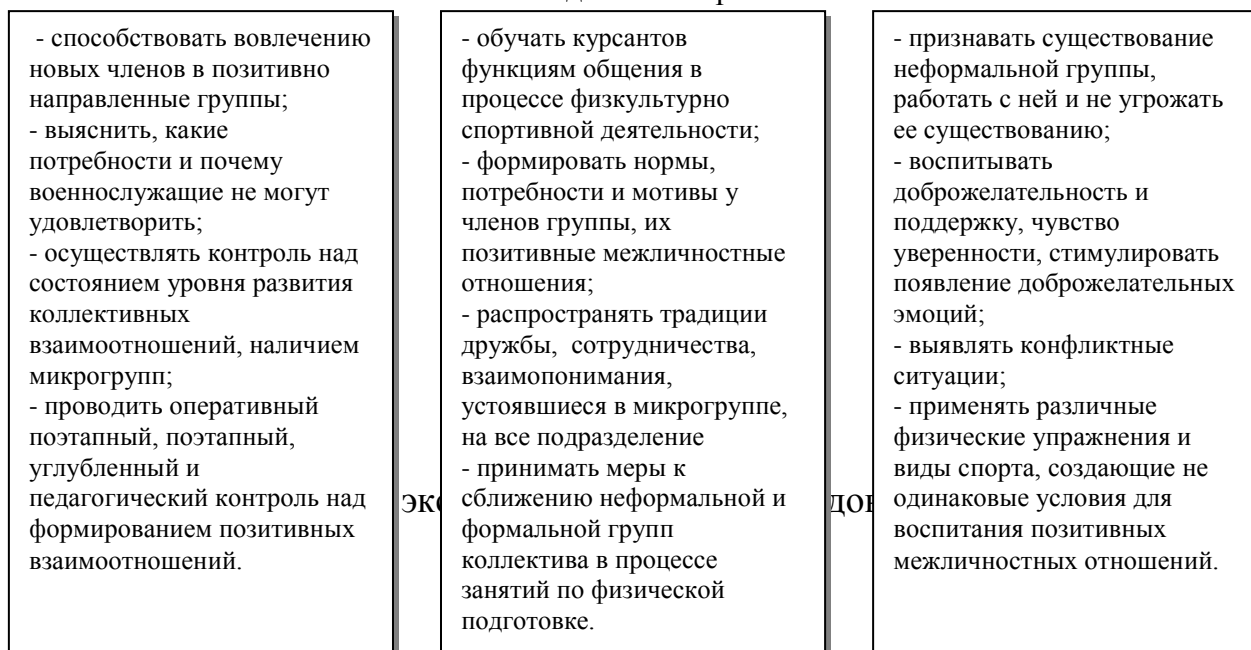 - способствовать вовлечению
новых членов в позитивно
направленные группы;
- выяснить, какие
потребности и почему
военнослужащие не могут
удовлетворить;
- осуществлять контроль над
состоянием уровня развития
коллективных
взаимоотношений, наличием
микрогрупп;
- проводить оперативный
поэтапный, поэтапный,
углубленный и
педагогический контроль над
формированием позитивных
взаимоотношений.
- обучать курсантов
функциям общения в
процессе физкультурно
спортивной деятельности;
- формировать нормы,
потребности и мотивы у
членов группы, их
позитивные межличностные
отношения;
- распространять традиции
дружбы, сотрудничества,
взаимопонимания,
устоявшиеся в микрогруппе,
на все подразделение
- принимать меры к
сближению неформальной и
формальной групп
коллектива в процессе
занятий по физической
подготовке.
- признавать существование
неформальной группы,
работать с ней и не угрожать
ее существованию;
- воспитывать
доброжелательность и
поддержку, чувство
уверенности, стимулировать
появление доброжелательных
эмоций;
- выявлять конфликтные
ситуации;
- применять различные
физические упражнения и
виды спорта, создающие не
одинаковые условия для
воспитания позитивных
межличностных отношений.